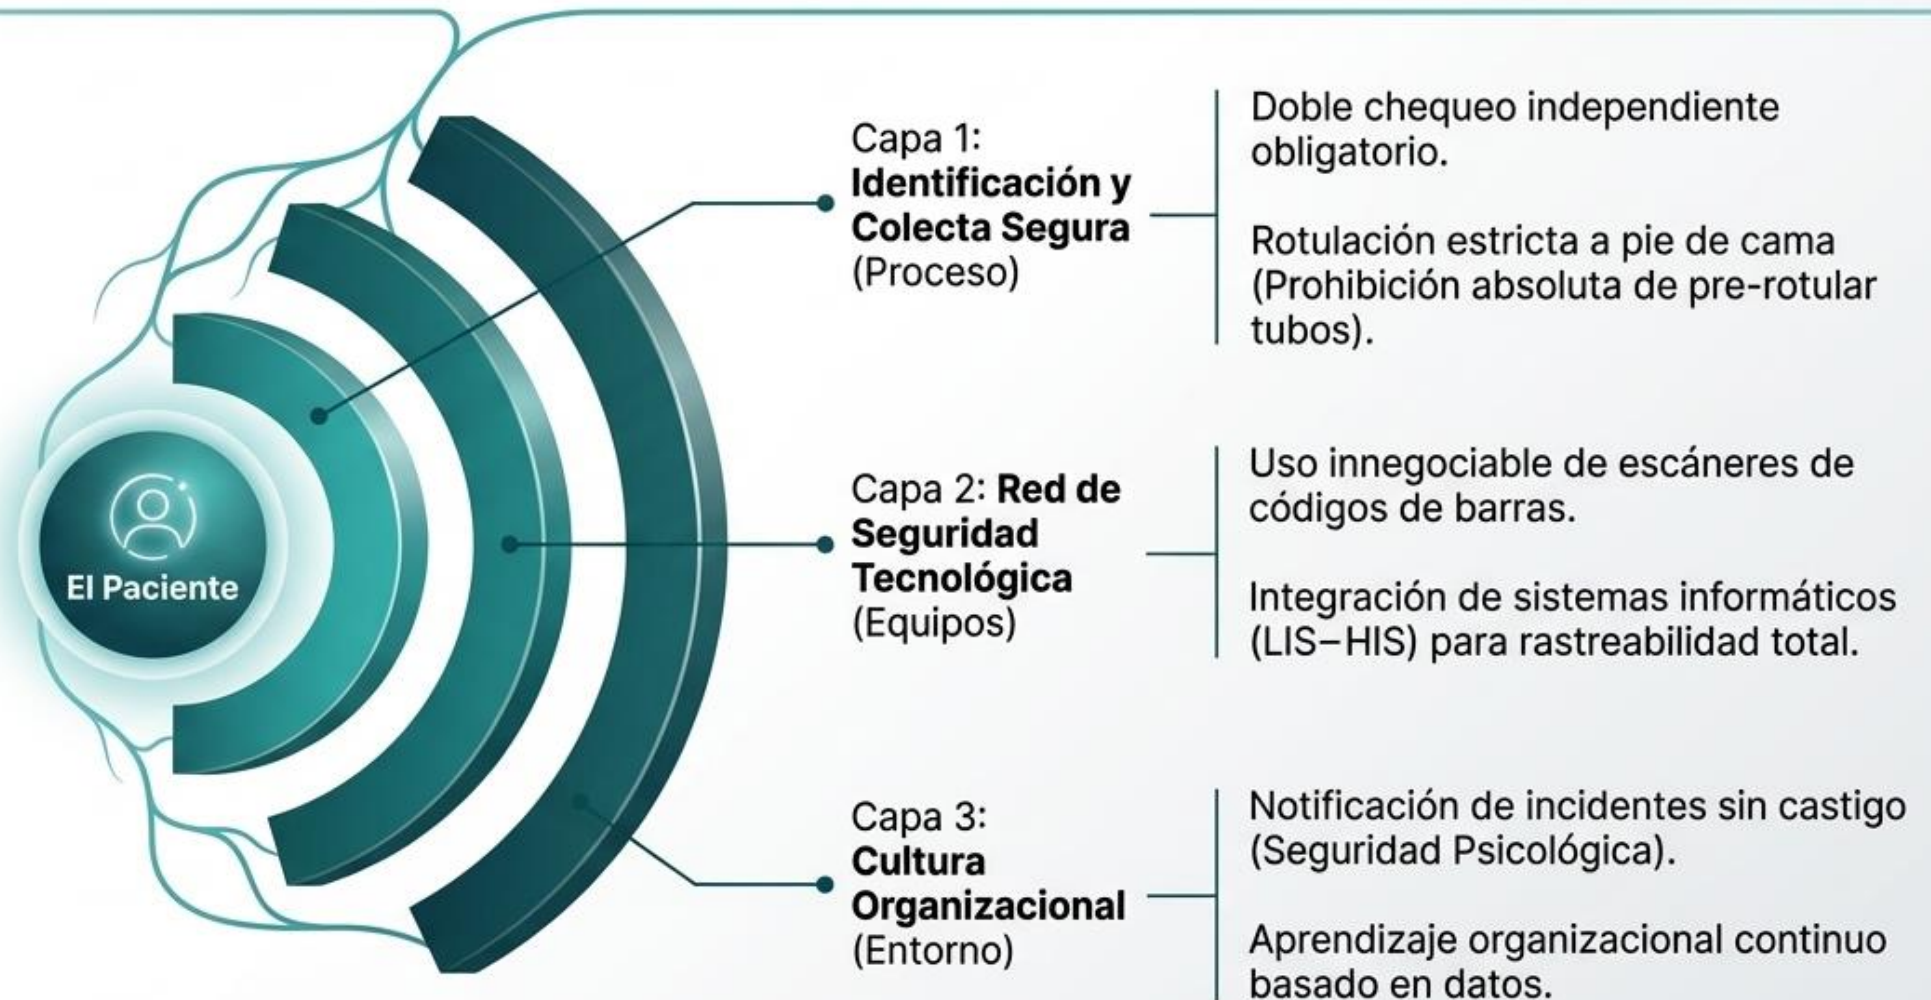 El Paciente
Capa 1:
Identificación y
Colecta Segura
(Proceso)
Doble chequeo independiente
obligatorio.
Rotulación estricta a pie de cama
(Prohibición absoluta de pre-rotular
tubos).
Capa 2: Red de
Seguridad
Tecnológica
(Equipos)
Uso innegociable de escáneres de
códigos de barras.
Integración de sistemas informáticos
(LIS–HIS) para rastreabilidad total.
Capa 3:
Cultura
Organizacional
(Entorno)
Notificación de incidentes sin castigo
(Seguridad Psicológica).
Aprendizaje organizacional continuo
basado en datos.